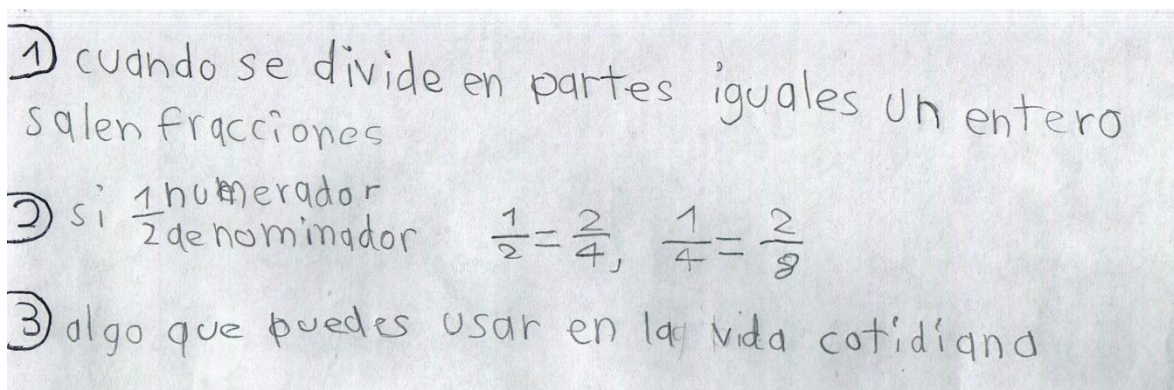 1) cuando se divide en partes iguales un entero
salen fracciones
2) si 1/2 numerador denominador 1/2 = 2/4, 1/4 = 2/8
3) algo que puedes usar en la vida cotidiana